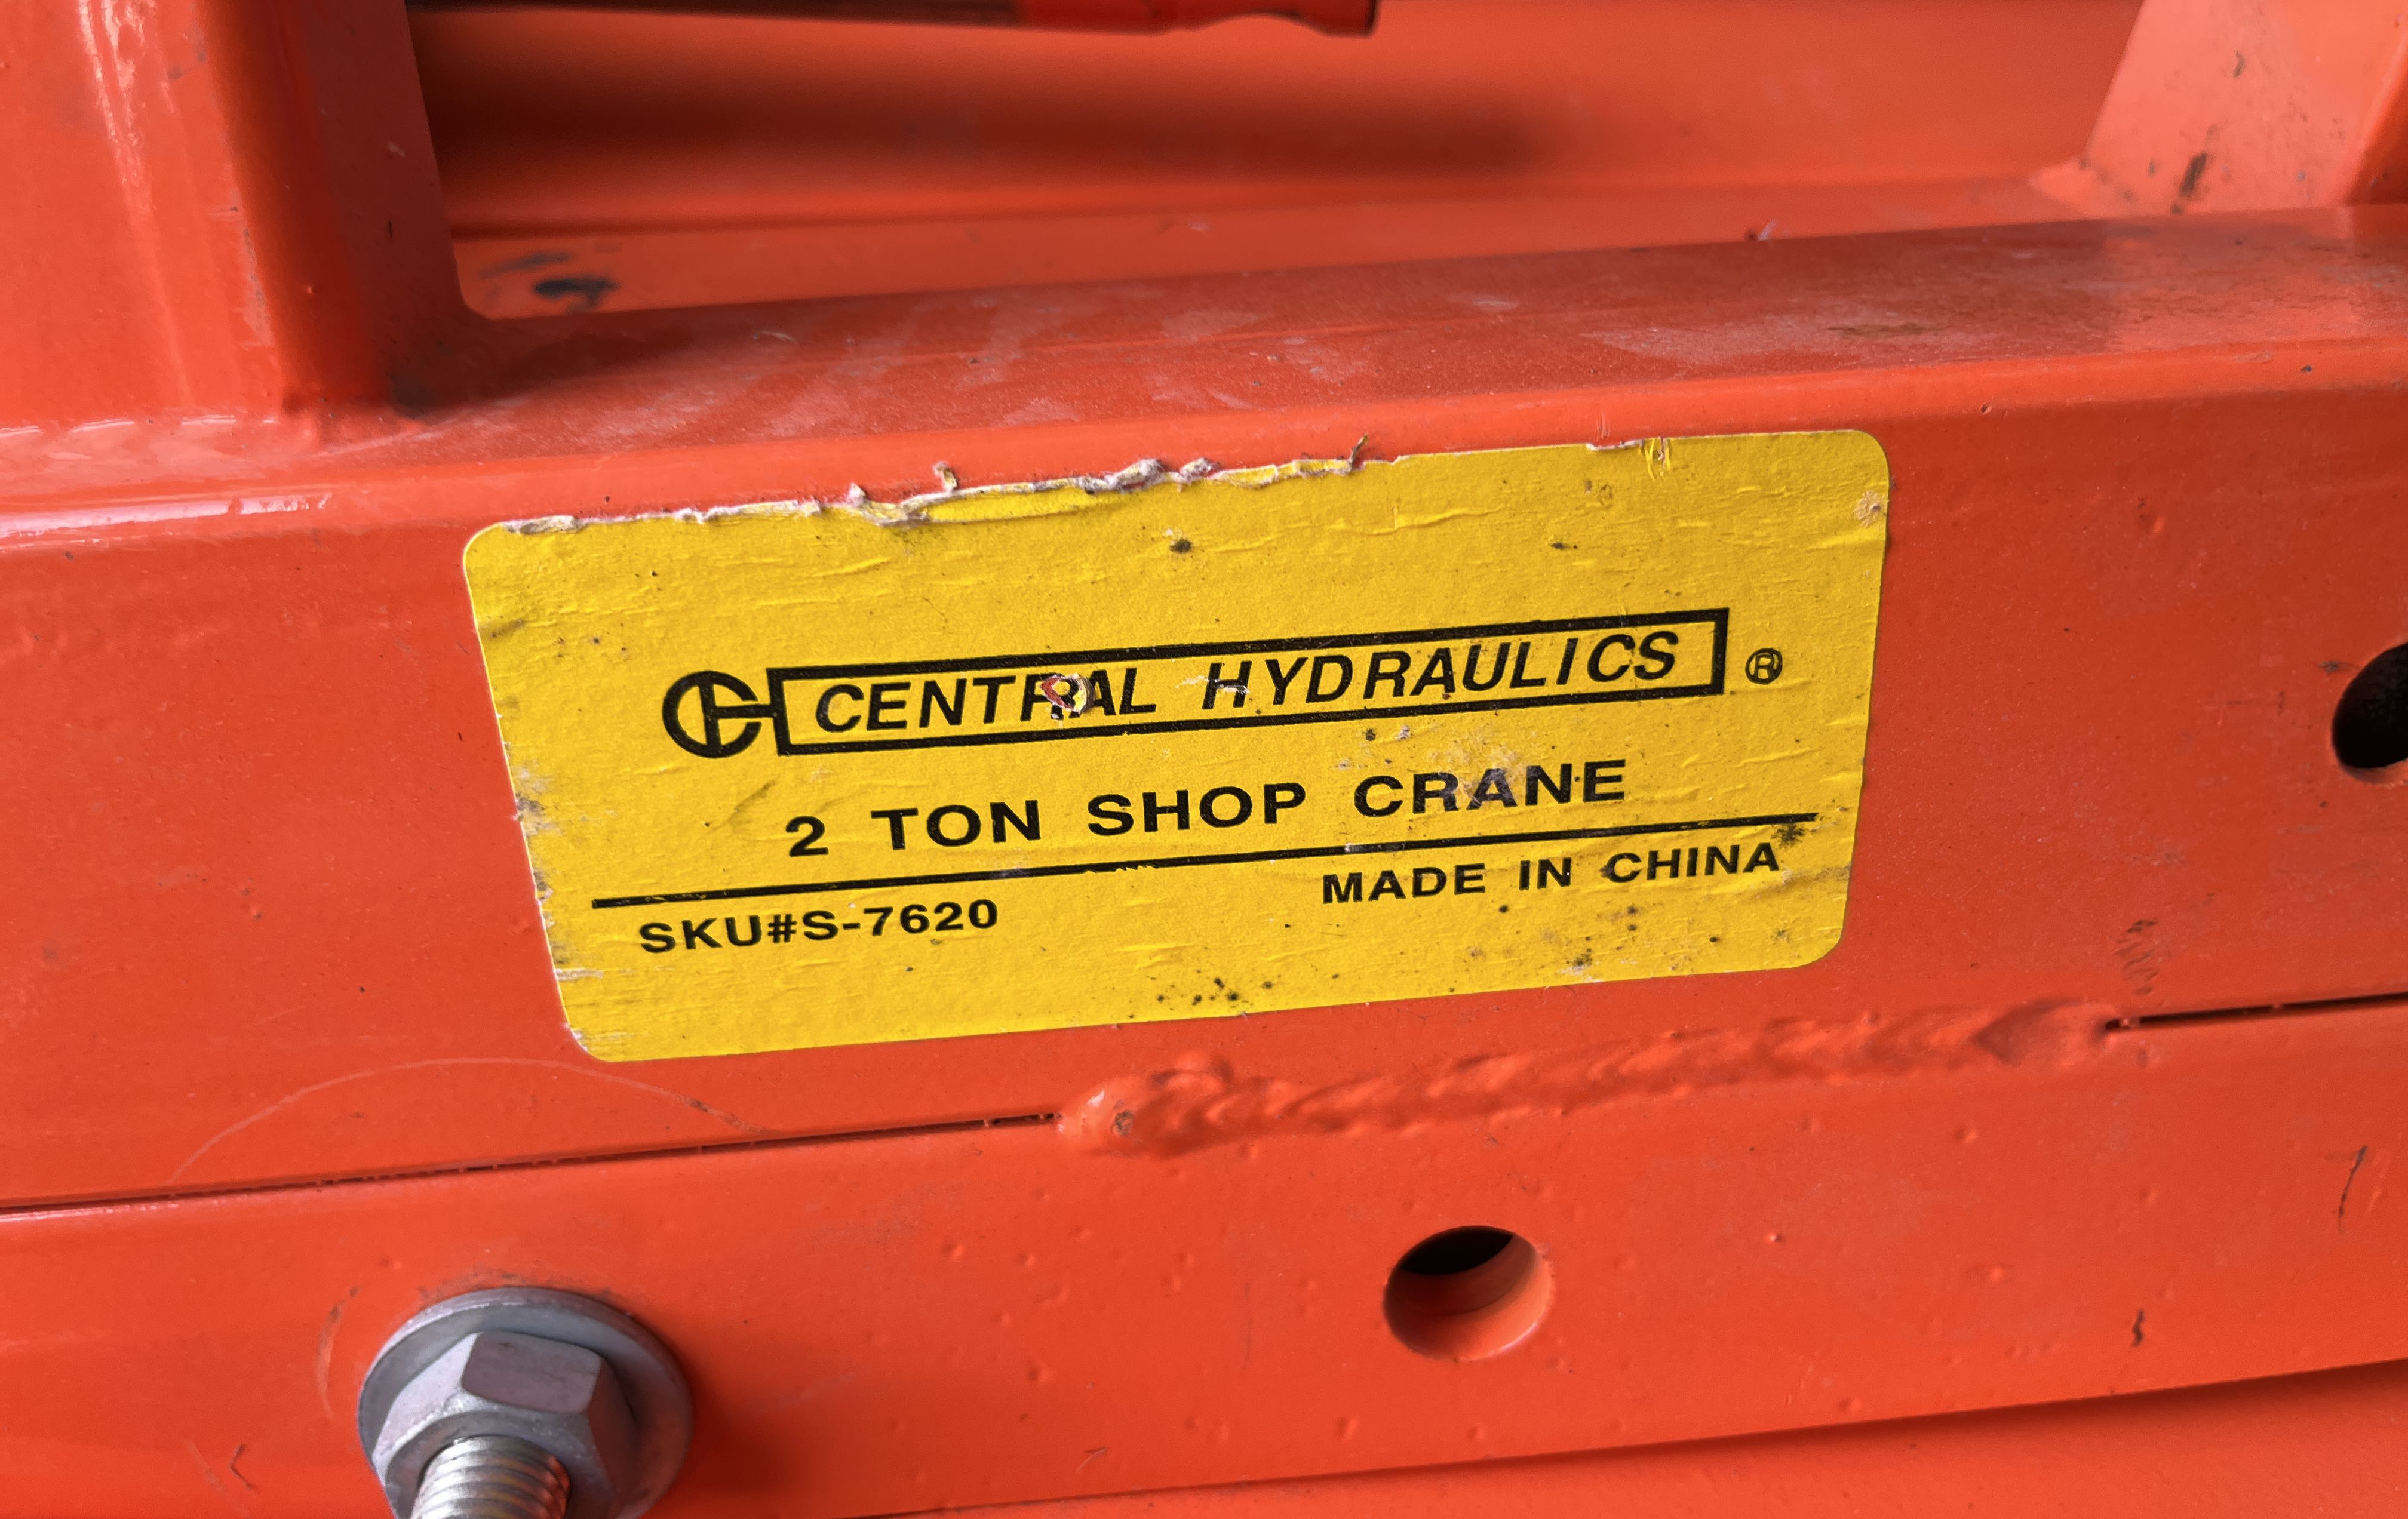 CENTRAL HYDRAULICS ®
2 TON SHOP CRANE
SKU#S-7620 MADE IN CHINA